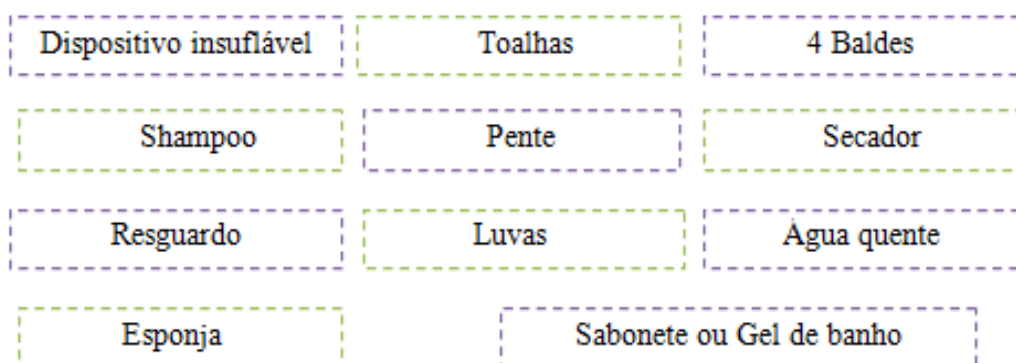 Dispositivo insuflável
Toalhas
4 Baldes
Shampoo
Pente
Secador
Resguardo
Luvas
Água quente
Esponja
Sabonete ou Gel de banho